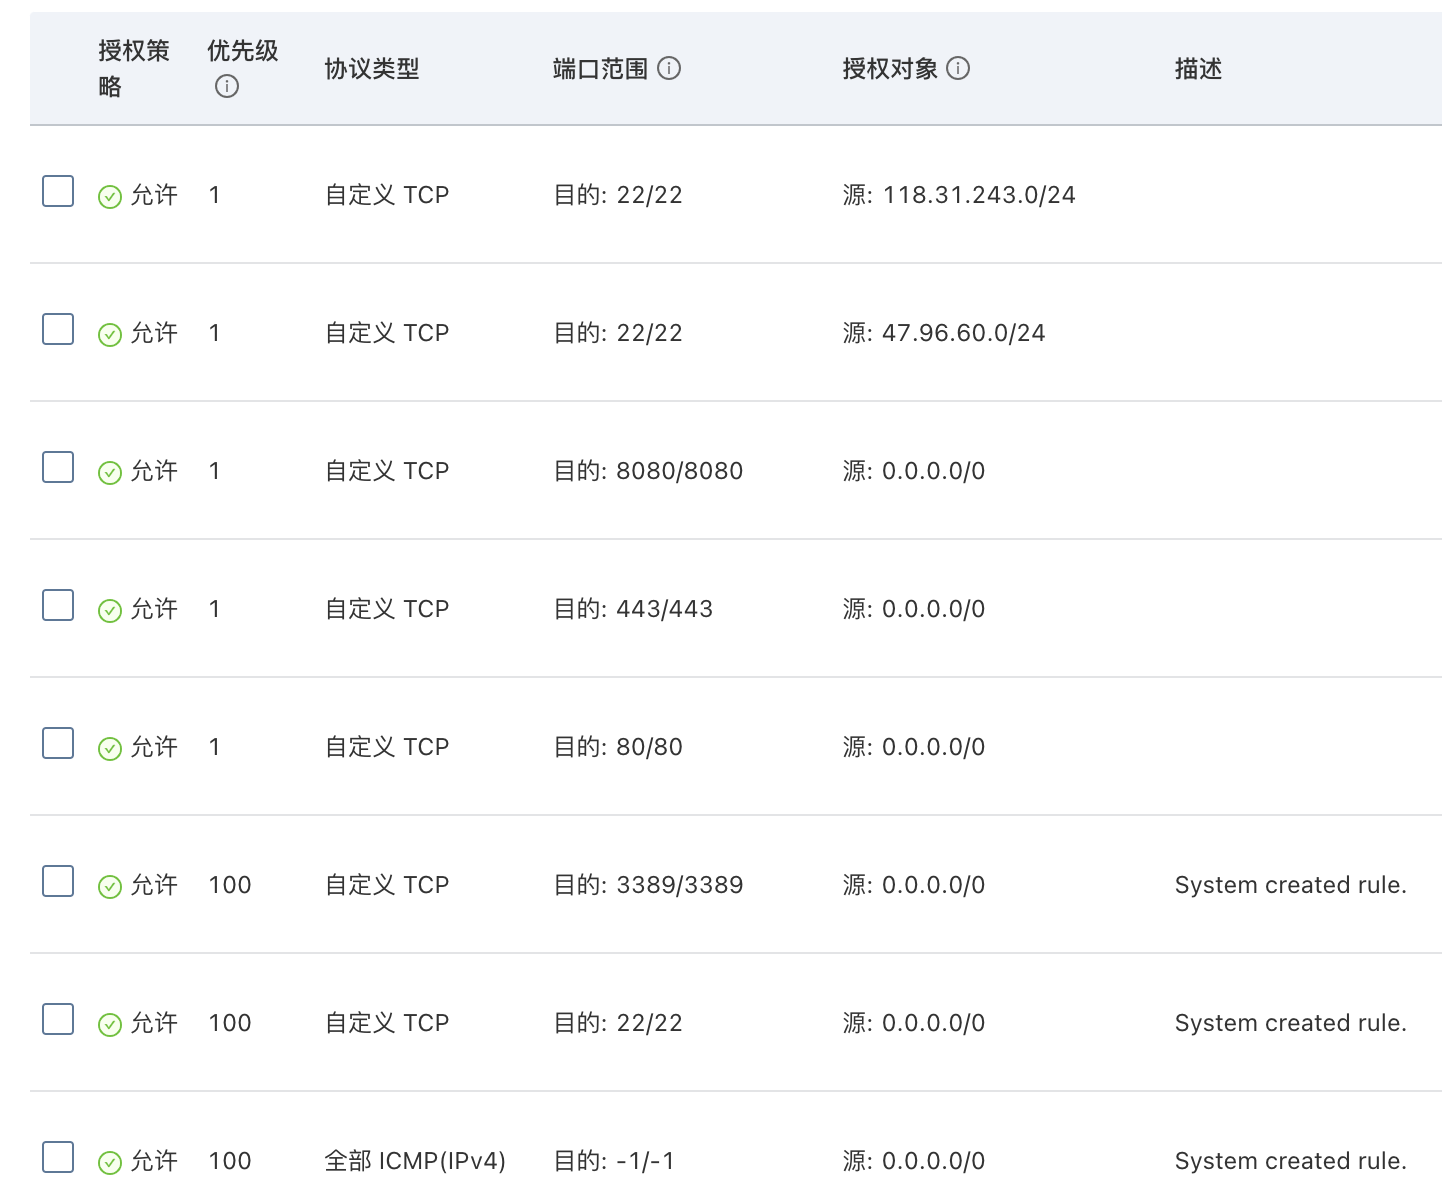 授权策略 优先级 协议类型 端口范围 授权对象 描述
允许 1 自定义 TCP 目的: 22/22 源: 118.31.243.0/24
允许 1 自定义 TCP 目的: 22/22 源: 47.96.60.0/24
允许 1 自定义 TCP 目的: 8080/8080 源: 0.0.0.0/0
允许 1 自定义 TCP 目的: 443/443 源: 0.0.0.0/0
允许 1 自定义 TCP 目的: 80/80 源: 0.0.0.0/0
允许 100 自定义 TCP 目的: 3389/3389 源: 0.0.0.0/0 System created rule.
允许 100 自定义 TCP 目的: 22/22 源: 0.0.0.0/0 System created rule.
允许 100 全部 ICMP(IPv4) 目的: -1/-1 源: 0.0.0.0/0 System created rule.